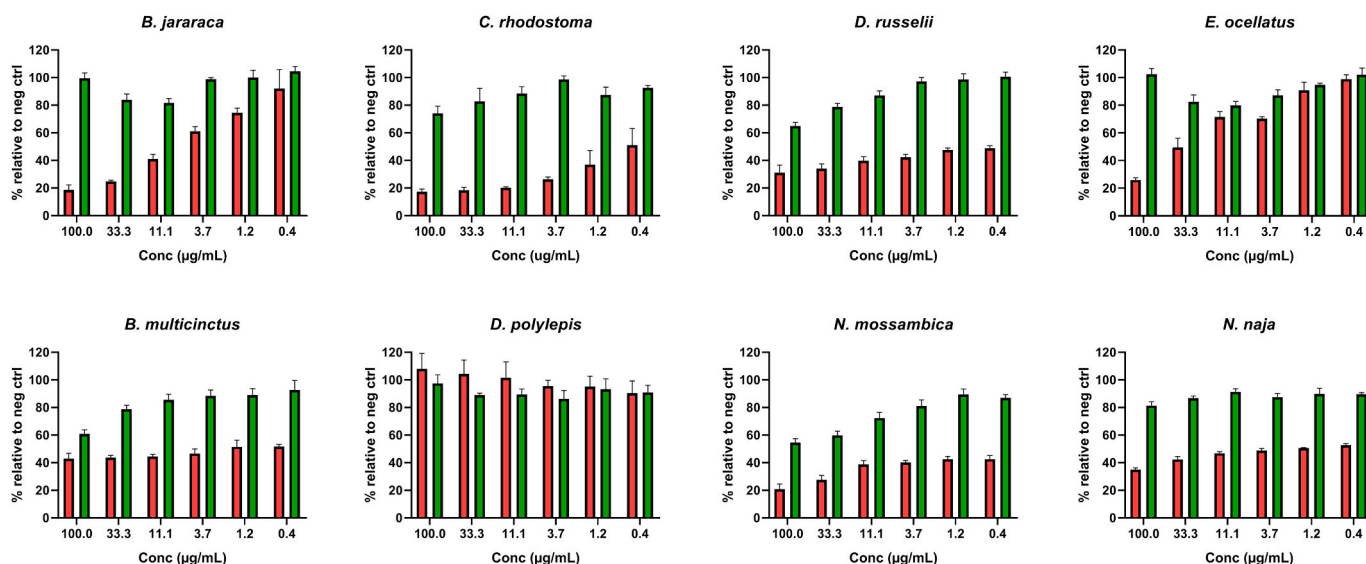 B. jararaca
C. rhodostoma
D. russelii
E. ocellatus
% relative to neg ctrl
120
100
80
60
40
20
0
100.0 33.3 11.1 3.7 1.2 0.4
Conc (µg/mL)
% relative to neg ctrl
120
100
80
60
40
20
0
100.0 33.3 11.1 3.7 1.2 0.4
Conc (ug/mL)
% relative to neg ctrl
120
100
80
60
40
20
0
100.0 33.3 11.1 3.7 1.2 0.4
Conc (µg/mL)
% relative to neg ctrl
120
100
80
60
40
20
0
100.0 33.3 11.1 3.7 1.2 0.4
Conc (µg/mL)
B. multicinctus
D. polylepis
N. mossambica
N. naja
% relative to neg ctrl
120
100
80
60
40
20
0
100.0 33.3 11.1 3.7 1.2 0.4
Conc (µg/mL)
% relative to neg ctrl
120
100
80
60
40
20
0
100.0 33.3 11.1 3.7 1.2 0.4
Conc (µg/mL)
% relative to neg ctrl
120
100
80
60
40
20
0
100.0 33.3 11.1 3.7 1.2 0.4
Conc (µg/mL)
% relative to neg ctrl
120
100
80
60
40
20
0
100.0 33.3 11.1 3.7 1.2 0.4
Conc (µg/mL)